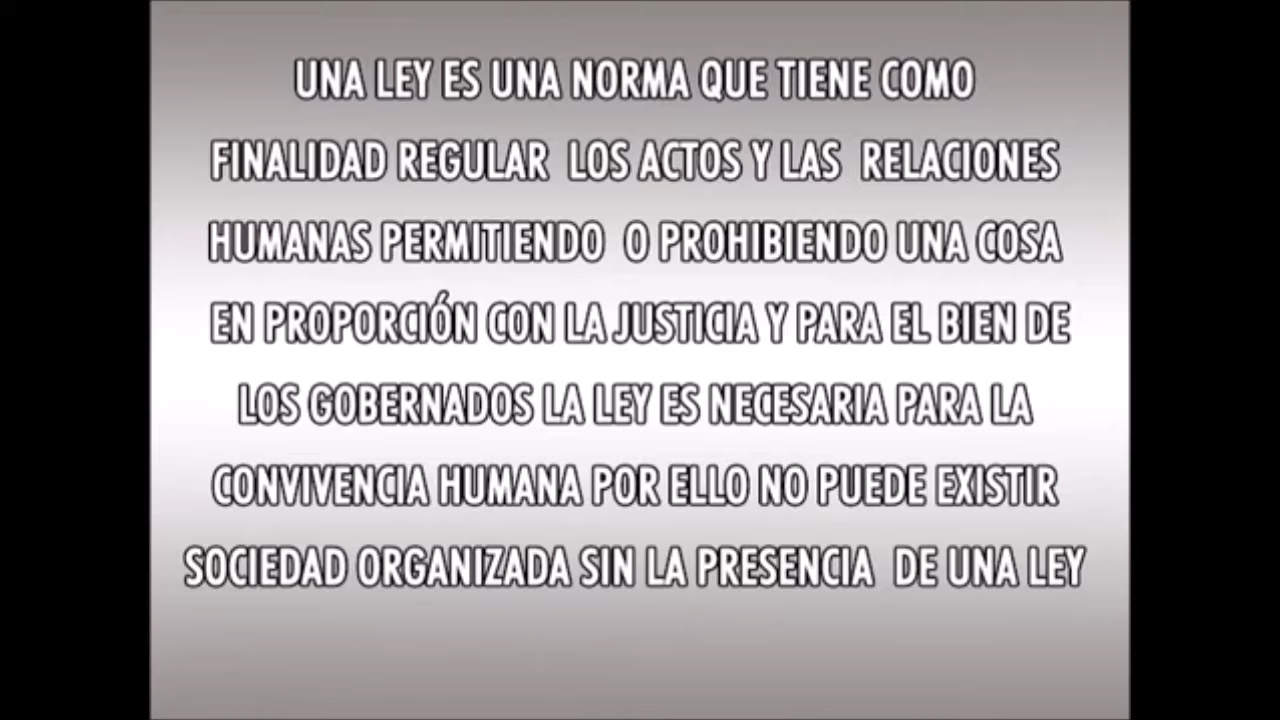 UNA LEY ES UNA NORMA QUE TIENE COMO
FINALIDAD REGULAR LOS ACTOS Y LAS RELACIONES
HUMANAS PERMITIENDO O PROHIBIENDO UNA COSA
EN PROPORCIÓN CON LA JUSTICIA Y PARA EL BIEN DE
LOS GOBERNADOS LA LEY ES NECESARIA PARA LA
CONVIVENCIA HUMANA POR ELLO NO PUEDE EXISTIR
SOCIEDAD ORGANIZADA SIN LA PRESENCIA DE UNA LEY